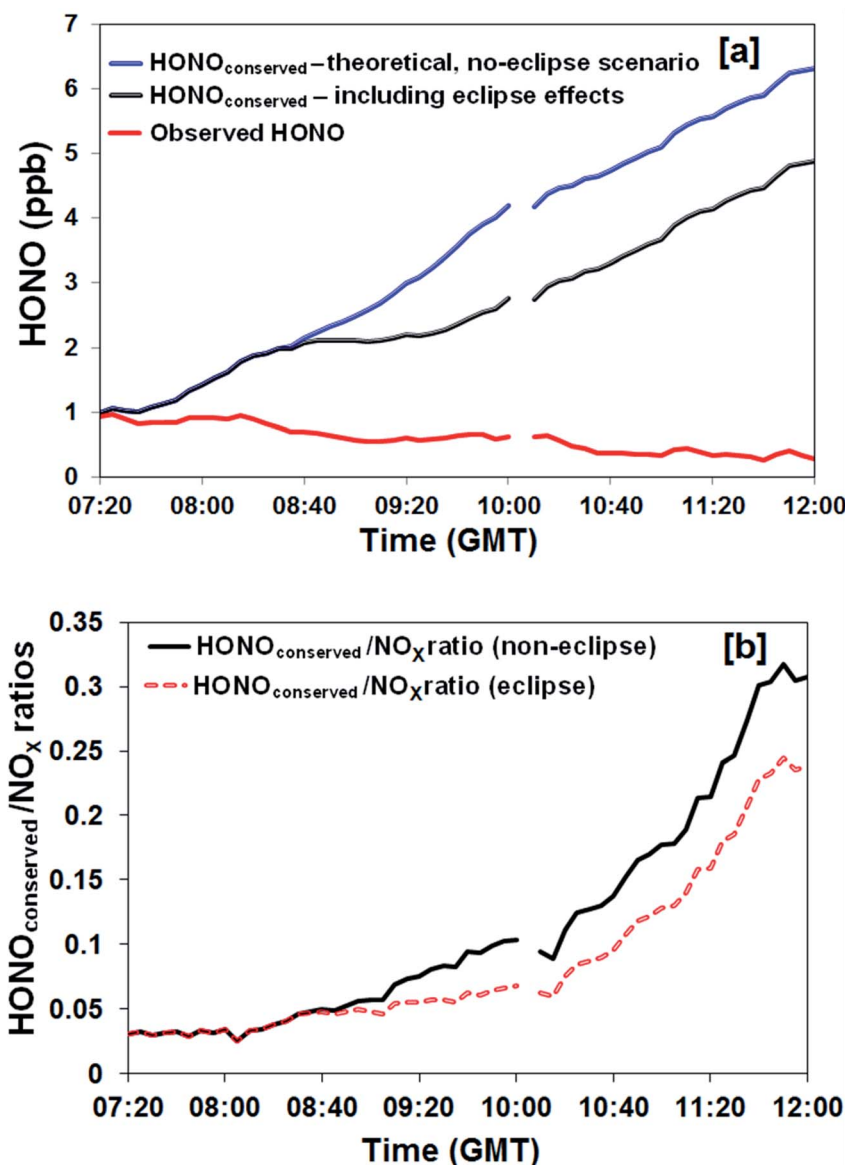 7
[a]
HONOconserved – theoretical, no-eclipse scenario
6
HONOconserved – including eclipse effects
Observed HONO
5
4
3
2
1
0
HONO (ppb)
07:20 08:00 08:40 09:20 10:00 10:40 11:20 12:00
Time (GMT)
0.35
[b]
HONOconserved /NOX ratio (non-eclipse)
0.3
HONOconserved /NOX ratio (eclipse)
0.25
0.2
0.15
0.1
0.05
0
HONOconserved /NOX ratios
07:20 08:00 08:40 09:20 10:00 10:40 11:20 12:00
Time (GMT)